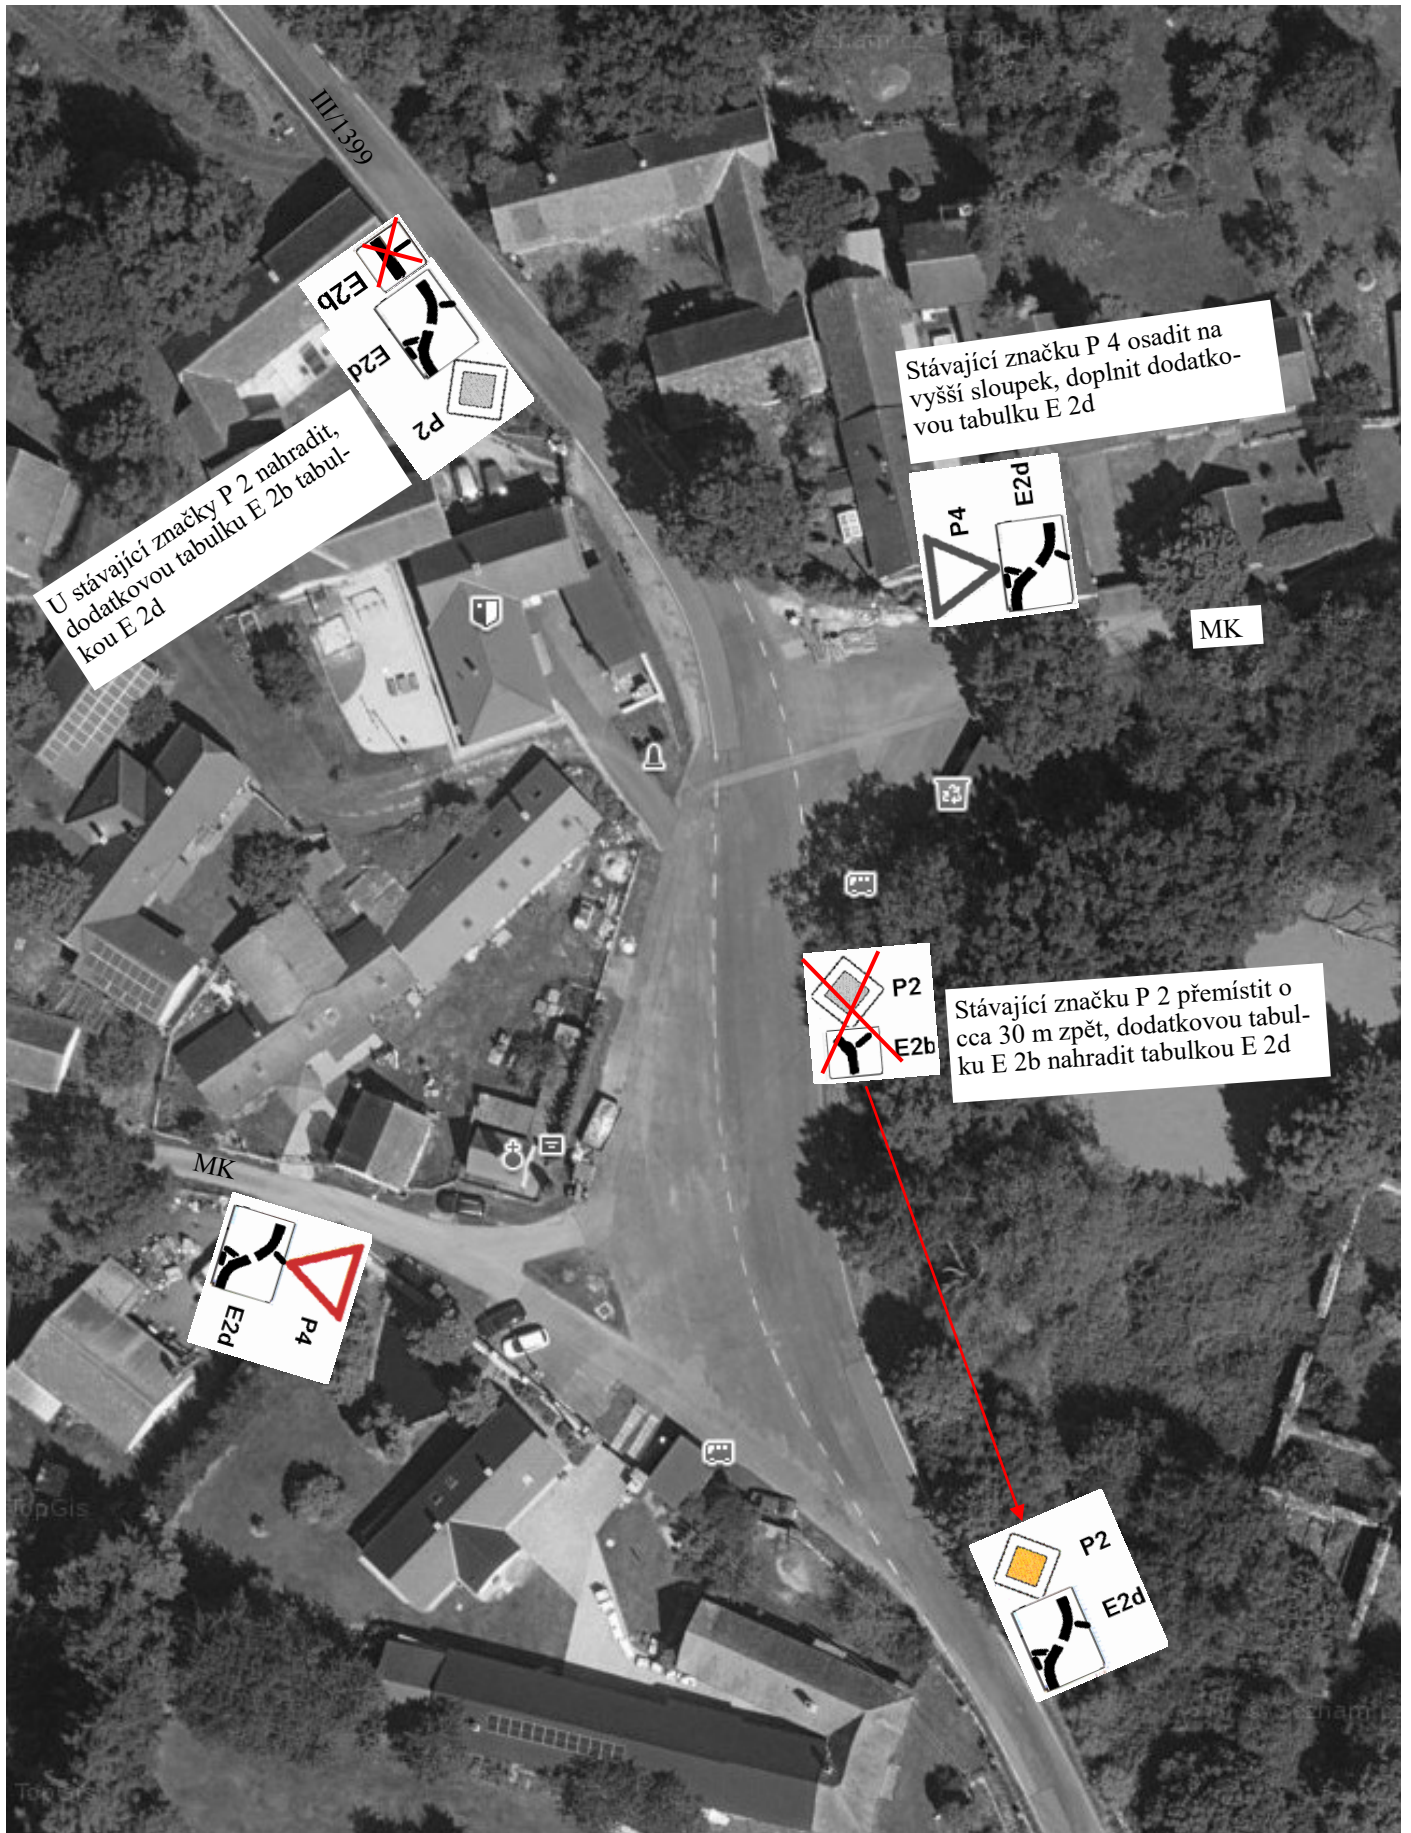 III/1399
E2b
E2d
P2
U stávající značky P 2 nahradit,
dodatkovou tabulku E 2b tabul-
kou E 2d
Stávající značku P 4 osadit na
vyšší sloupek, doplnit dodatko-
vou tabulku E 2d
P4
E2d
MK
P2
E2b
Stávající značku P 2 přemístit o
cca 30 m zpět, dodatkovou tabul-
ku E 2b nahradit tabulkou E 2d
MK
E2d
P4
P2
E2d
TopGis
TopGis